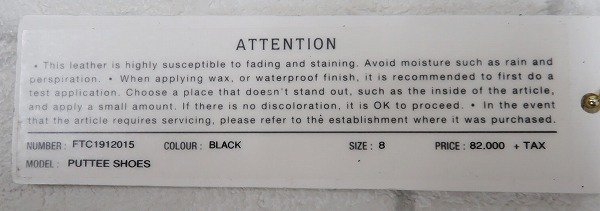 ATTENTION
• This leather is highly susceptible to fading and staining. Avoid moisture such as rain and
perspiration. • When applying wax, or waterproof finish, it is recommended to first do a
test application. Choose a place that doesn't stand out, such as the inside of the article,
and apply a small amount. If there is no discoloration, it is OK to proceed. • In the event
that the article requires servicing, please refer to the establishment where it was purchased.
NUMBER : FTC1912015 COLOUR : BLACK SIZE : 8 PRICE : 82.000 + TAX
MODEL : PUTTEE SHOES